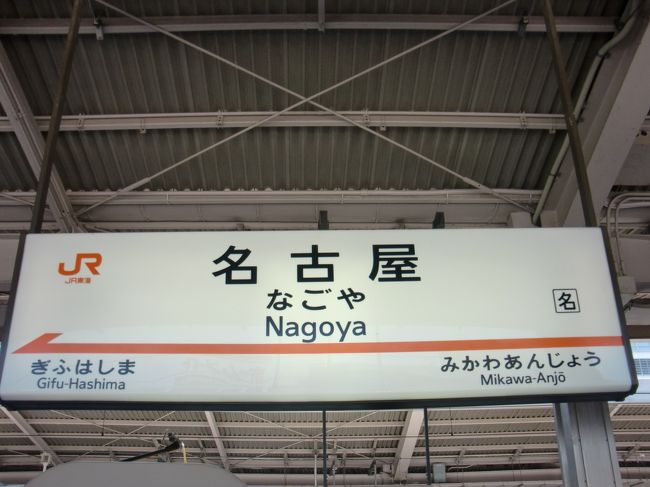 JR
JR東海
名古屋
なごや
Nagoya
名
ぎふはしま
Gifu-Hashima
みかわあんじょう
Mikawa-Anjō